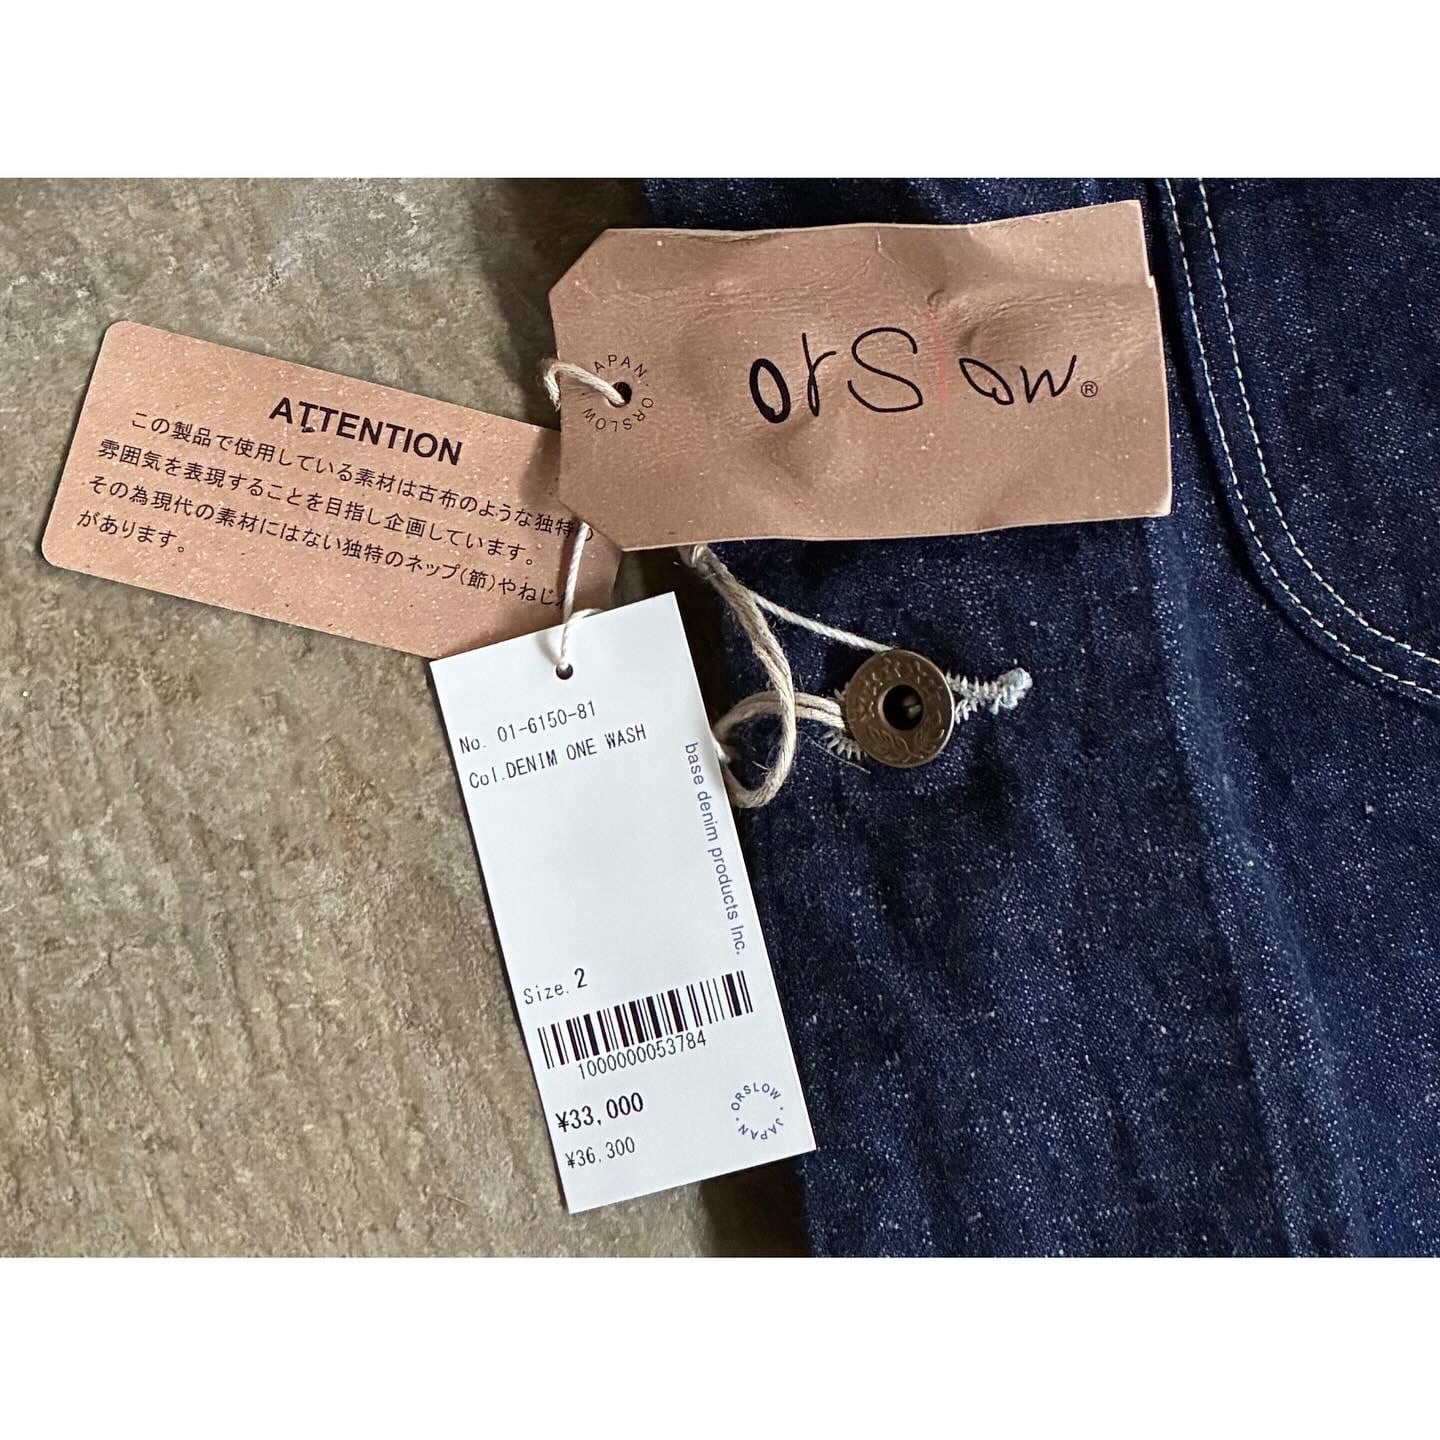 orSlow®
JAPAN · ORSLOW ·
ATTENTION
この製品で使用している素材は古布のような独特の
雰囲気を表現することを目指し企画しています。
その為現代の素材にはない独特のネップ(節)やねじれ
があります。
No. 01-6150-81
Col.DENIM ONE WASH
base denim products Inc.
Size.2
1000000053784
¥33,000
¥36,300
ORSLOW · JAPAN ·